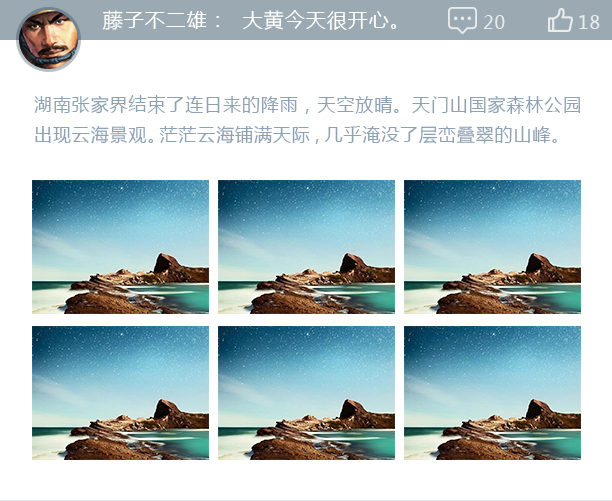 藤子不二雄： 大黄今天很开心。 20 18
湖南张家界结束了连日来的降雨，天空放晴。天门山国家森林公园
出现云海景观。茫茫云海铺满天际，几乎淹没了层峦叠翠的山峰。